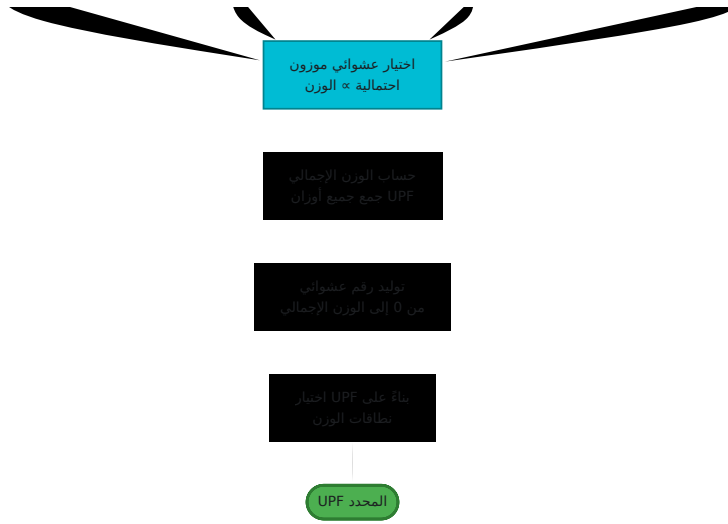 اختيار عشوائي موزون
احتمالية ∝ الوزن
حساب الوزن الإجمالي
جمع جميع أوزان UPF
توليد رقم عشوائي
من 0 إلى الوزن الإجمالي
اختيار UPF بناءً على
نطاقات الوزن
UPF المحدد